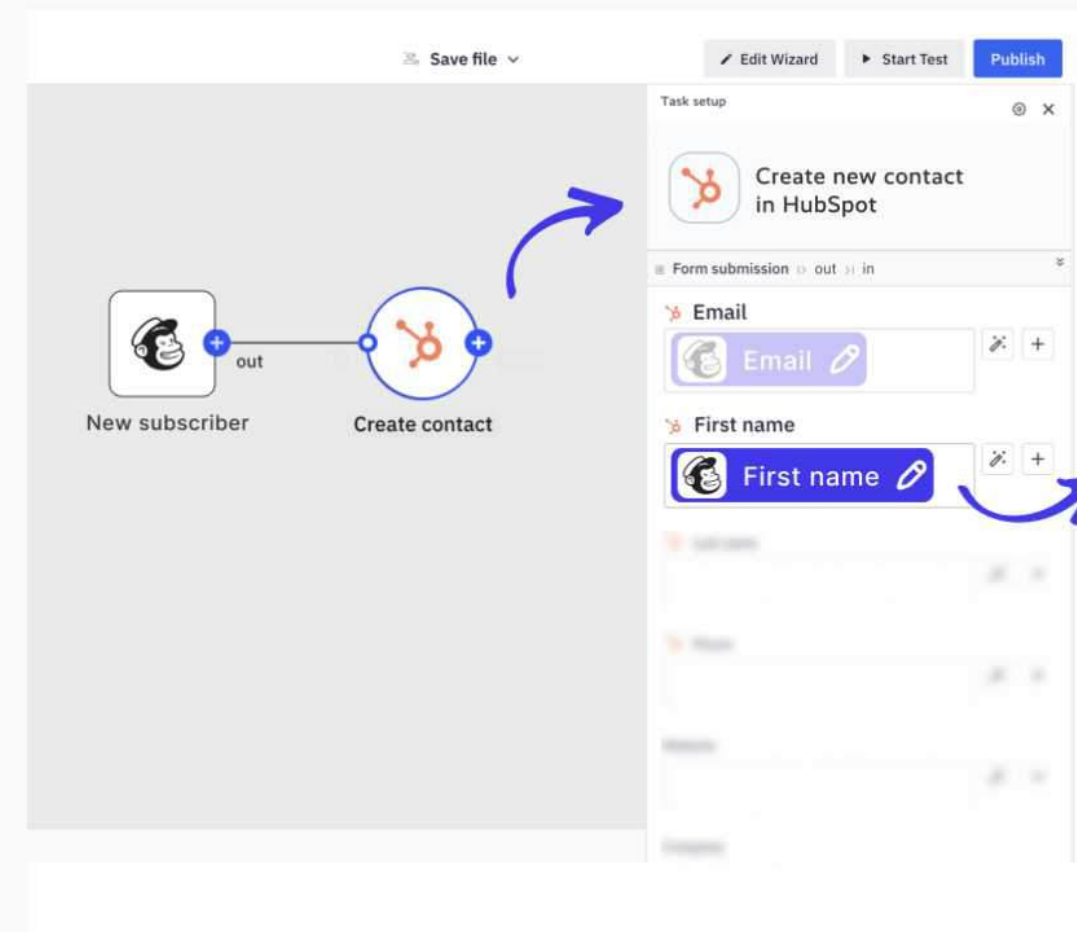 Save file
Edit Wizard
Start Test
Publish
Task setup
Create new contact
in HubSpot
Form submission out in
Email
Email
First name
First name
out
New subscriber
Create contact